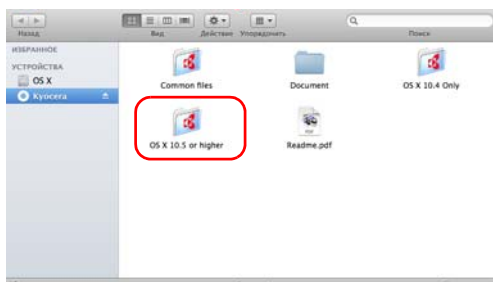 Назад
Вид
Действие
Упорядочить
Поиск
ИЗБРАННОЕ
УСТРОЙСТВА
OS X
Kyocera
Common files
Document
OS X 10.4 Only
OS X 10.5 or higher
PDF
Readme.pdf